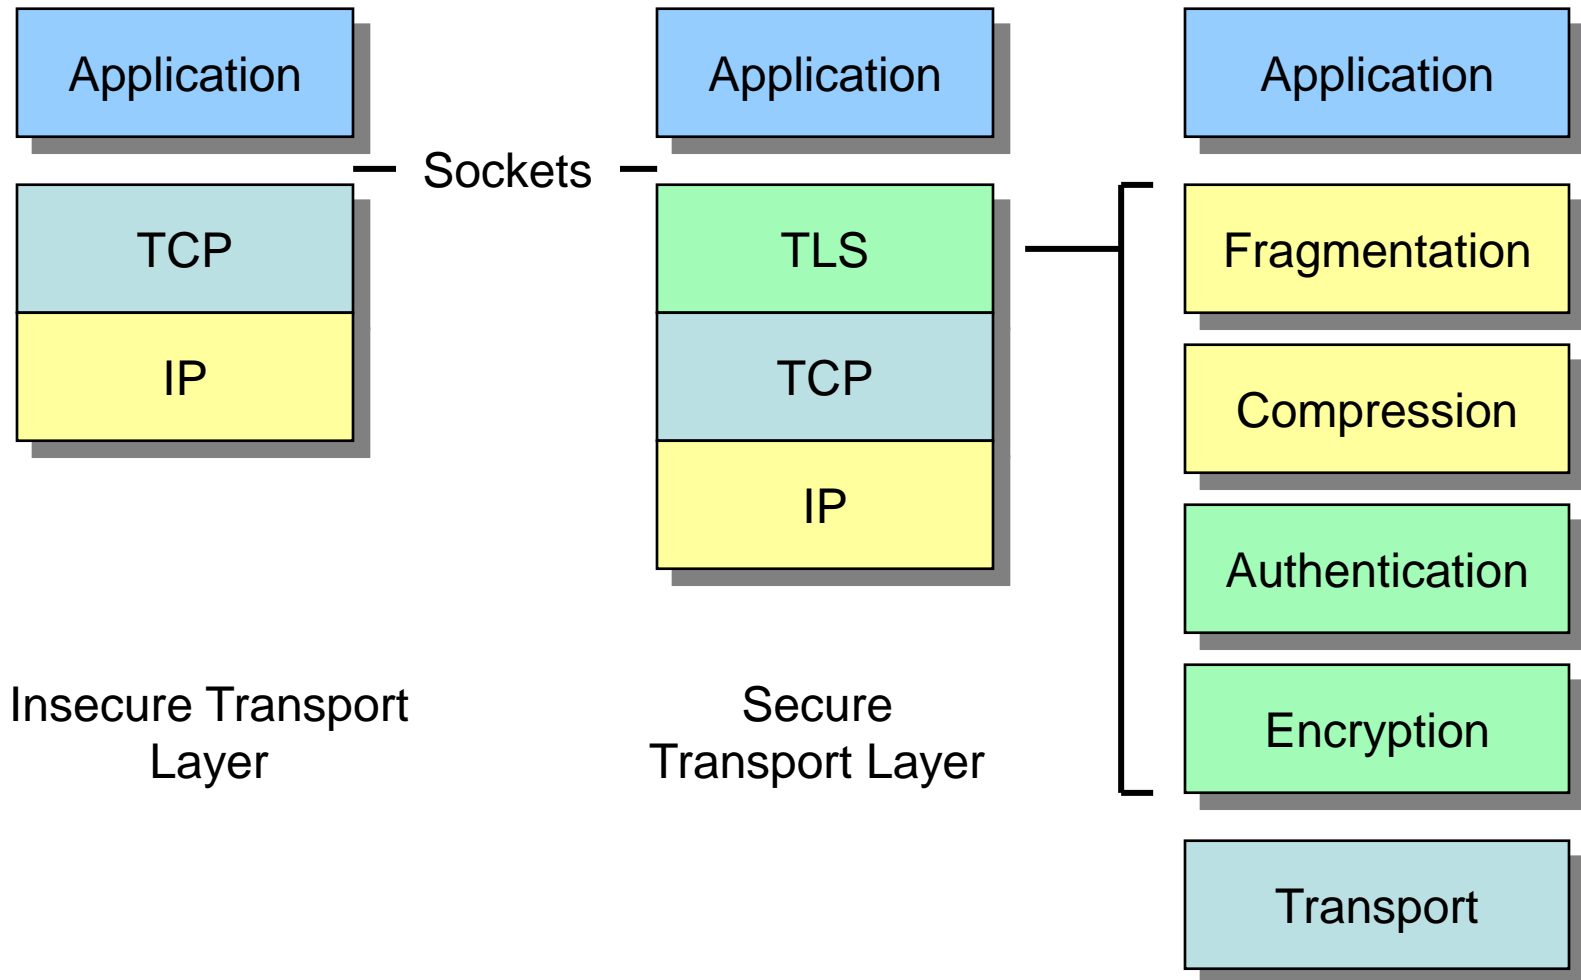 Application
Application
Application
Sockets
TCP
TLS
Fragmentation
IP
TCP
Compression
IP
Authentication
Insecure Transport
Layer
Secure
Transport Layer
Encryption
Transport